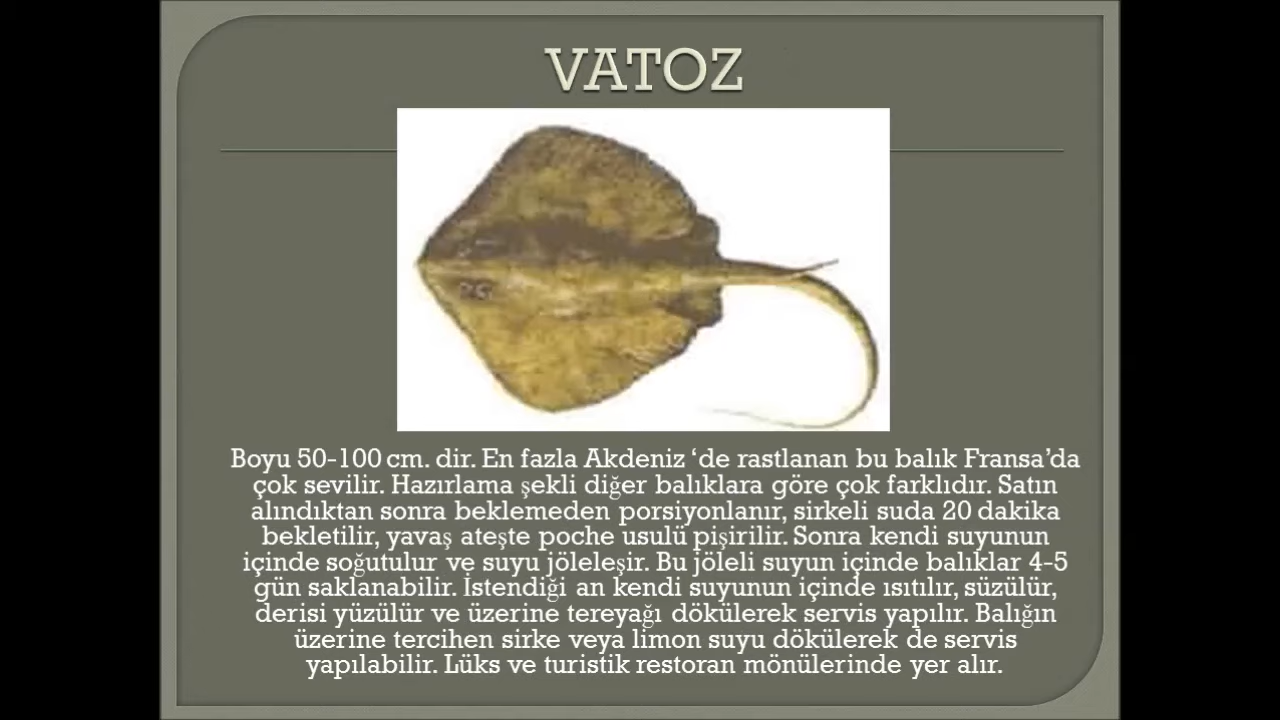 VATOZ
Boyu 50-100 cm. dir. En fazla Akdeniz ‘de rastlanan bu balık Fransa’da
çok sevilir. Hazırlama şekli diğer balıklara göre çok farklıdır. Satın
alındıktan sonra beklemeden porsiyonlanır, sirkeli suda 20 dakika
bekletilir, yavaş ateşte poche usulü pişirilir. Sonra kendi suyunun
içinde soğutulur ve suyu jöleleşir. Bu jöleli suyun içinde balıklar 4-5
gün saklanabilir. İstendiği an kendi suyunun içinde ısıtılır, süzülür,
derisi yüzülür ve üzerine tereyağı dökülerek servis yapılır. Balığın
üzerine tercihen sirke veya limon suyu dökülerek de servis
yapılabilir. Lüks ve turistik restoran mönülerinde yer alır.